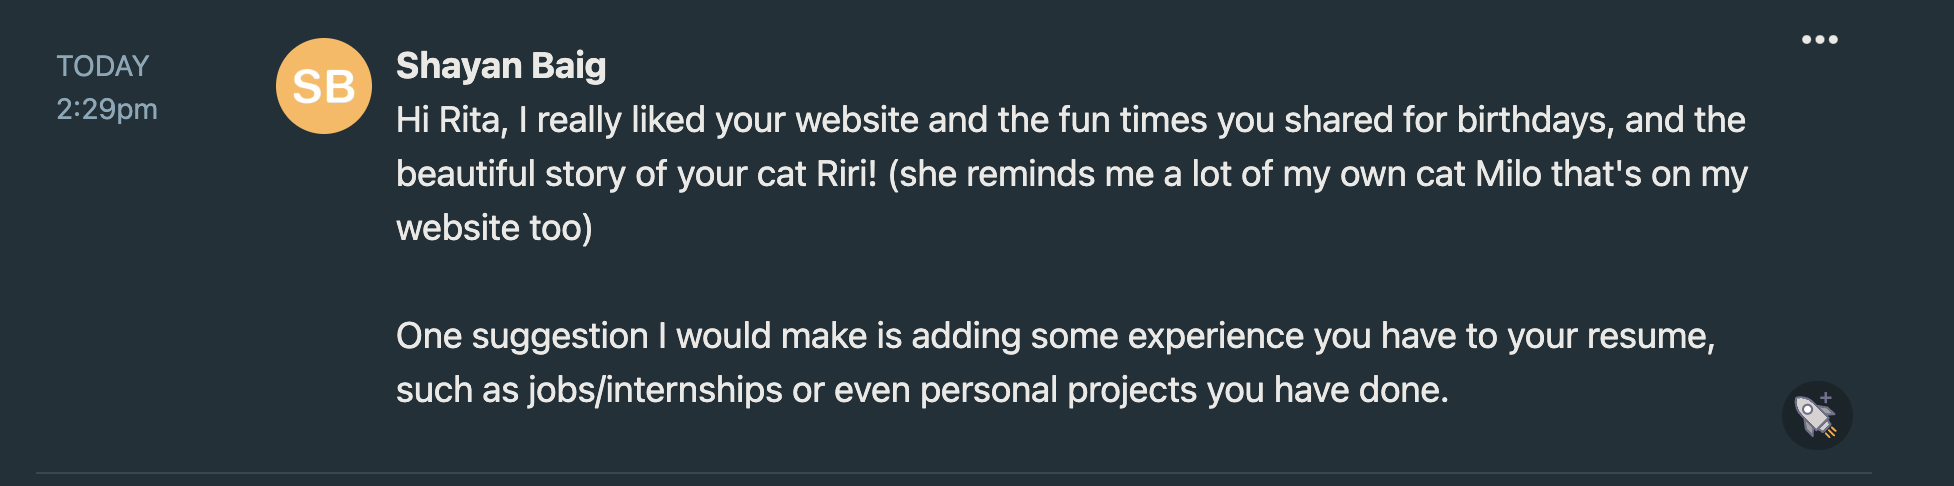 TODAY
2:29pm
SB
Shayan Baig
Hi Rita, I really liked your website and the fun times you shared for birthdays, and the
beautiful story of your cat Riri! (she reminds me a lot of my own cat Milo that's on my
website too)
One suggestion I would make is adding some experience you have to your resume,
such as jobs/internships or even personal projects you have done.